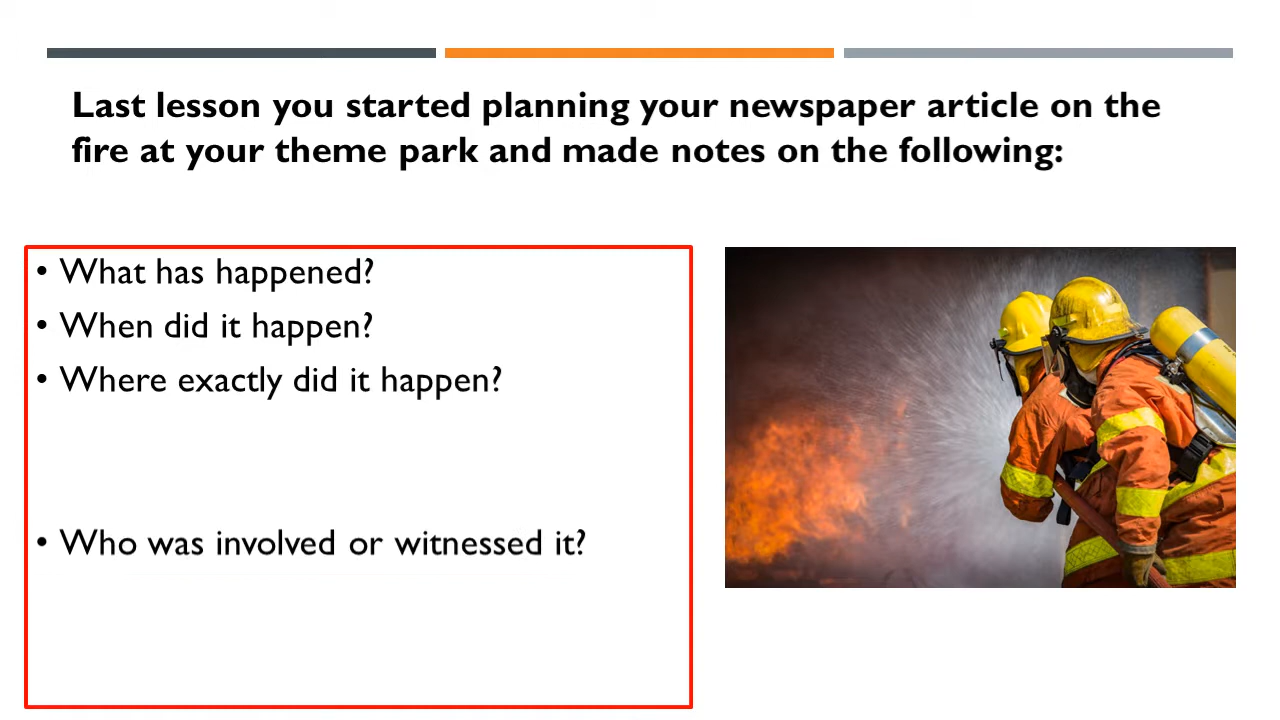 Last lesson you started planning your newspaper article on the
fire at your theme park and made notes on the following:
• What has happened?
• When did it happen?
• Where exactly did it happen?
• Who was involved or witnessed it?